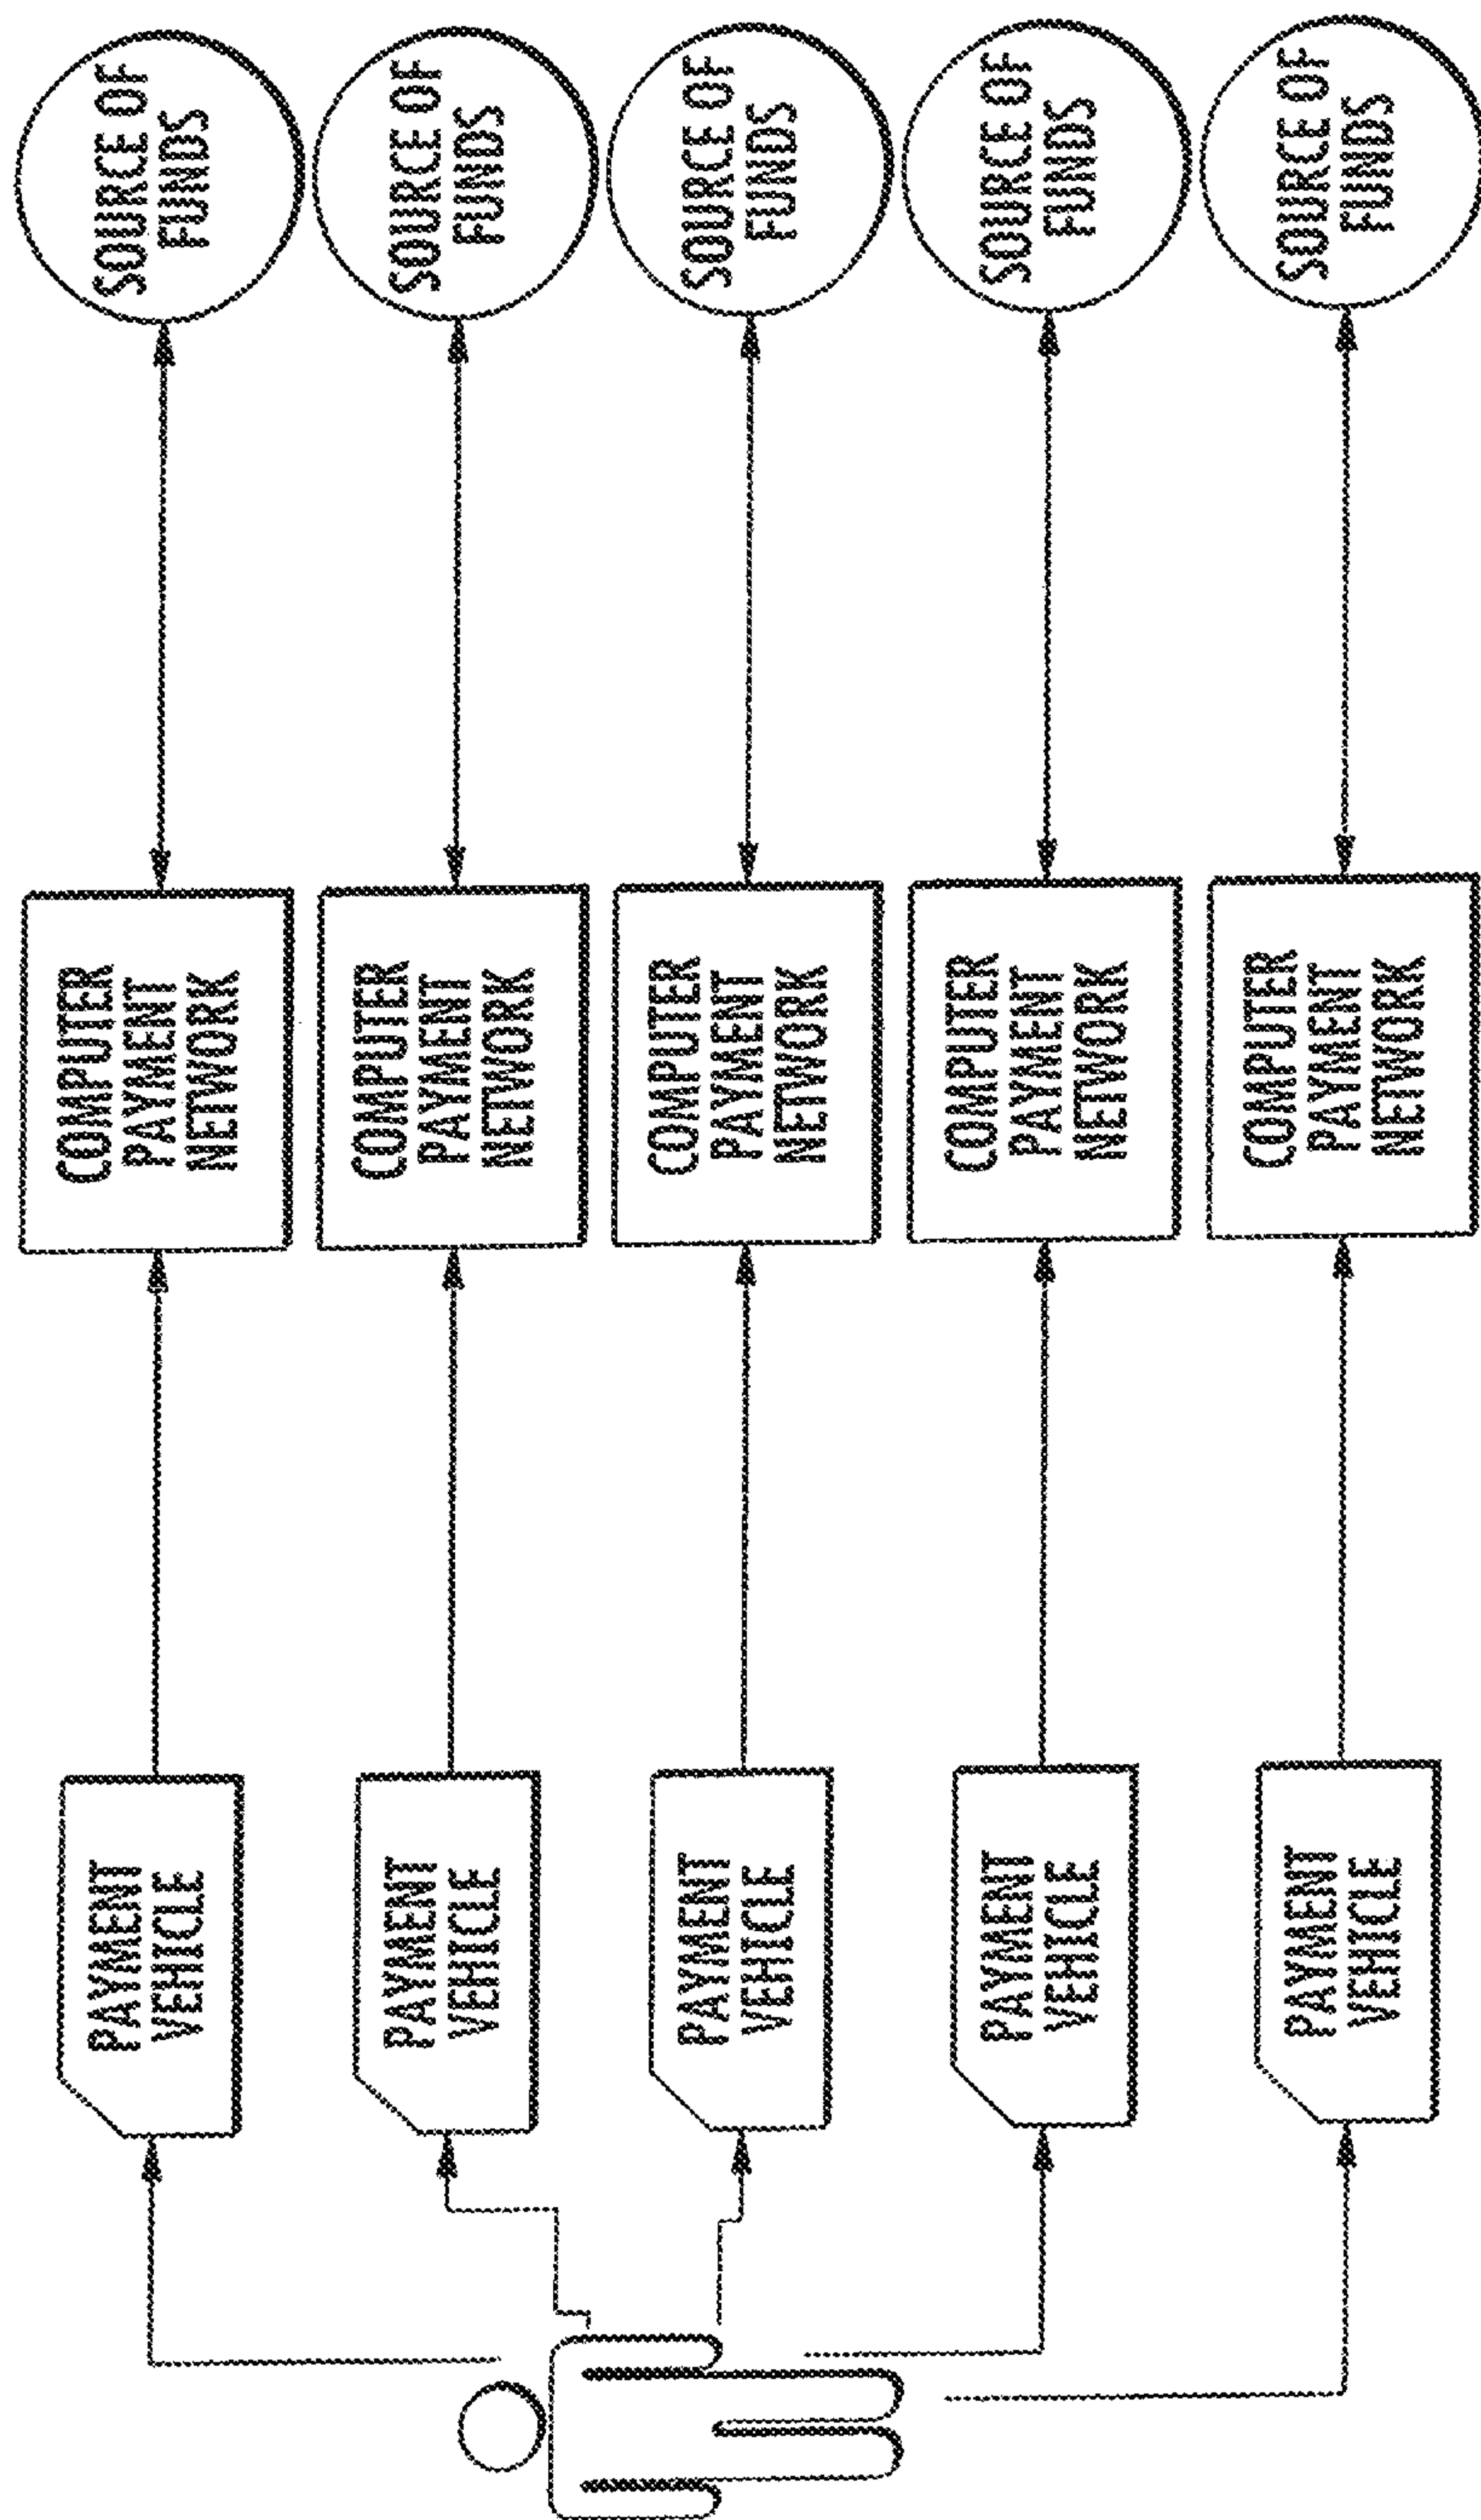 PAYMENT
VEHICLE
COMPUTER
PAYMENT
NETWORK
SOURCE OF
FUNDS
PAYMENT
VEHICLE
COMPUTER
PAYMENT
NETWORK
SOURCE OF
FUNDS
PAYMENT
VEHICLE
COMPUTER
PAYMENT
NETWORK
SOURCE OF
FUNDS
PAYMENT
VEHICLE
COMPUTER
PAYMENT
NETWORK
SOURCE OF
FUNDS
PAYMENT
VEHICLE
COMPUTER
PAYMENT
NETWORK
SOURCE OF
FUNDS